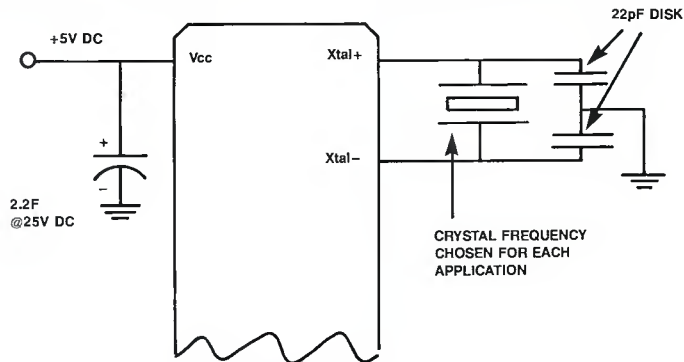 22pF DISK
+5V DC
Vcc
Xtal+
+
Xtal–
–
2.2F
@25V DC
CRYSTAL FREQUENCY
CHOSEN FOR EACH
APPLICATION